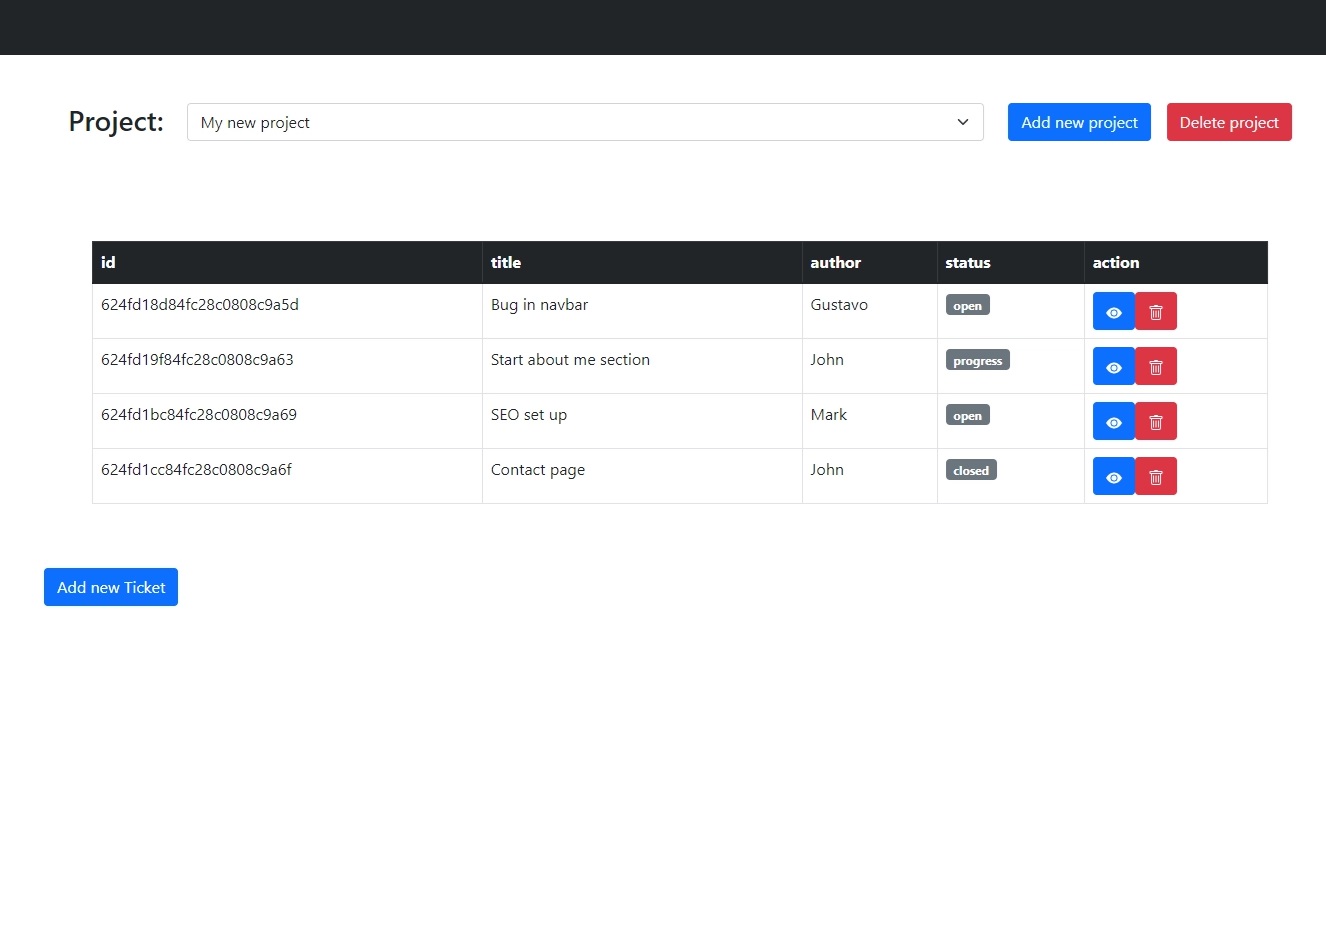 Project: My new project Add new project Delete project
id title author status action
624fd18d84fc28c0808c9a5d Bug in navbar Gustavo open
624fd19f84fc28c0808c9a63 Start about me section John progress
624fd1bc84fc28c0808c9a69 SEO set up Mark open
624fd1cc84fc28c0808c9a6f Contact page John closed
Add new Ticket